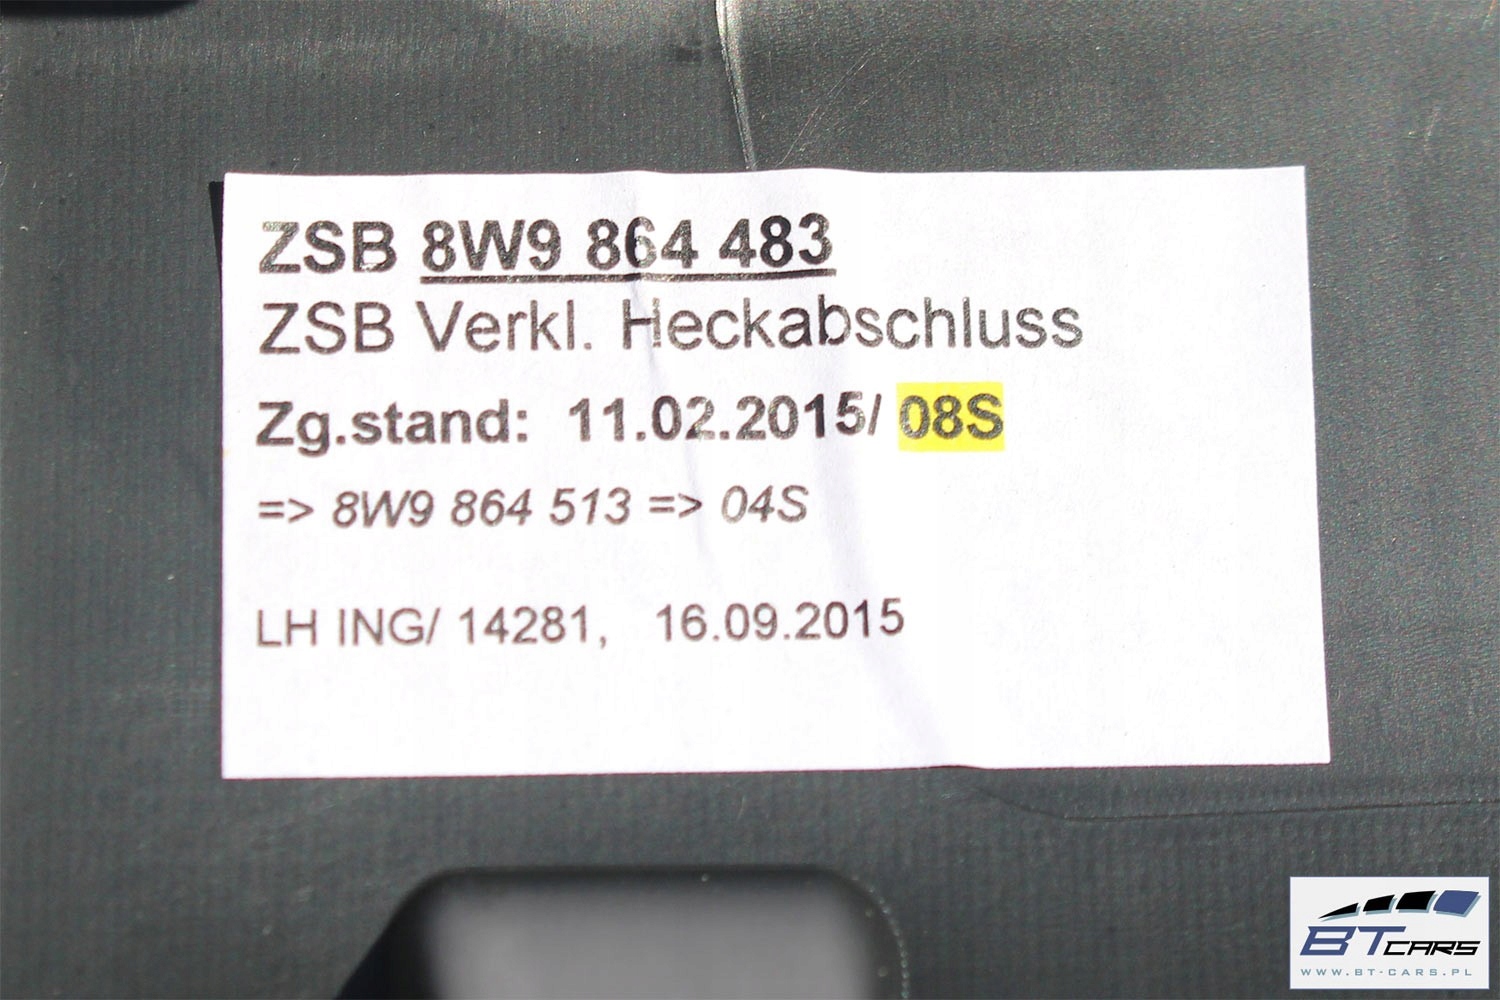 ZSB 8W9 864 483
ZSB Verkl. Heckabschluss
Zg.stand: 11.02.2015/ 08S
=> 8W9 864 513 => 04S
LH ING/ 14281, 16.09.2015
BT CARS
WWW.BT-CARS.PL